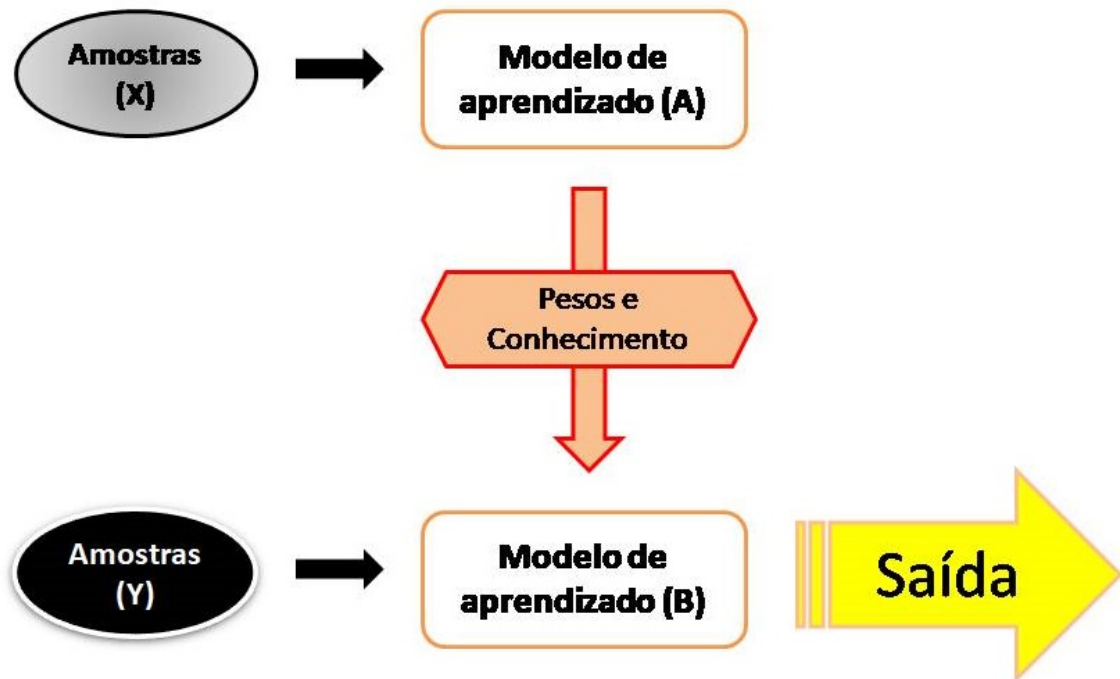 Amostras
(X)
Modelo de
aprendizado (A)
Pesos e
Conhecimento
Amostras
(Y)
Modelo de
aprendizado (B)
Saída